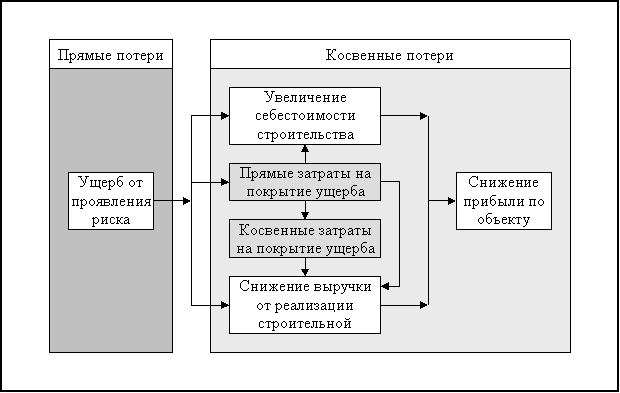 Прямые потери
Косвенные потери
Ущерб от
проявления
риска
Увеличение
себестоимости
строительства
Прямые затраты на
покрытие ущерба
Косвенные затраты
на покрытие ущерба
Снижение выручки
от реализации
строительной
Снижение
прибыли по
объекту